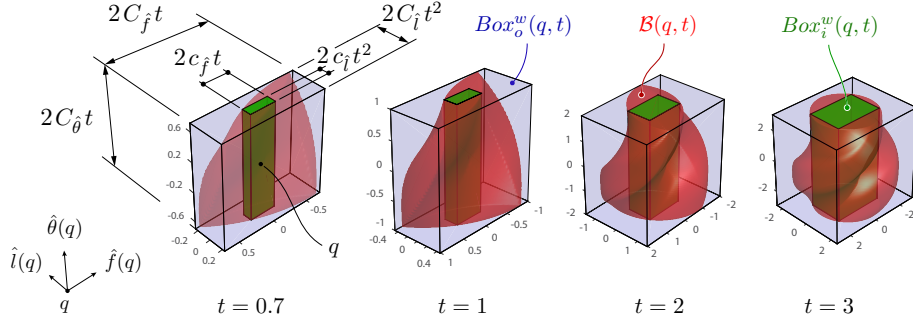 2C_{\hat{f}}t
2C_{\hat{l}}t^2
2c_{\hat{f}}t
2c_{\hat{l}}t^2
Box_o^w(q,t)
\mathcal{B}(q,t)
Box_i^w(q,t)
2C_{\hat{\theta}}t
0.6
0.2
-0.2
-0.6
-0.2
0.2
0.5
0
-0.5
q
1
0.5
0
-0.5
-1
-0.4
0
0.4
1
0
-1
2
0
-2
-1
0
1
2
1
0
-1
-2
2
0
-2
-2
0
2
2
0
-2
\hat{\theta}(q)
\hat{l}(q)
\hat{f}(q)
q
t = 0.7
t = 1
t = 2
t = 3